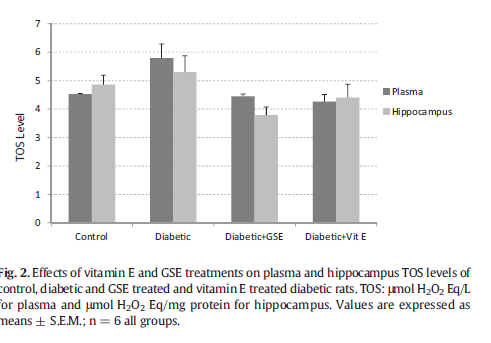 7
6
5
4
3
2
1
0
TOS Level
Control
Diabetic
Diabetic+GSE
Diabetic+Vit E
Plasma
Hippocampus
Fig. 2. Effects of vitamin E and GSE treatments on plasma and hippocampus TOS levels of
control, diabetic and GSE treated and vitamin E treated diabetic rats. TOS: μmol H₂O₂ Eq/L
for plasma and μmol H₂O₂ Eq/mg protein for hippocampus. Values are expressed as
means ± S.E.M.; n = 6 all groups.